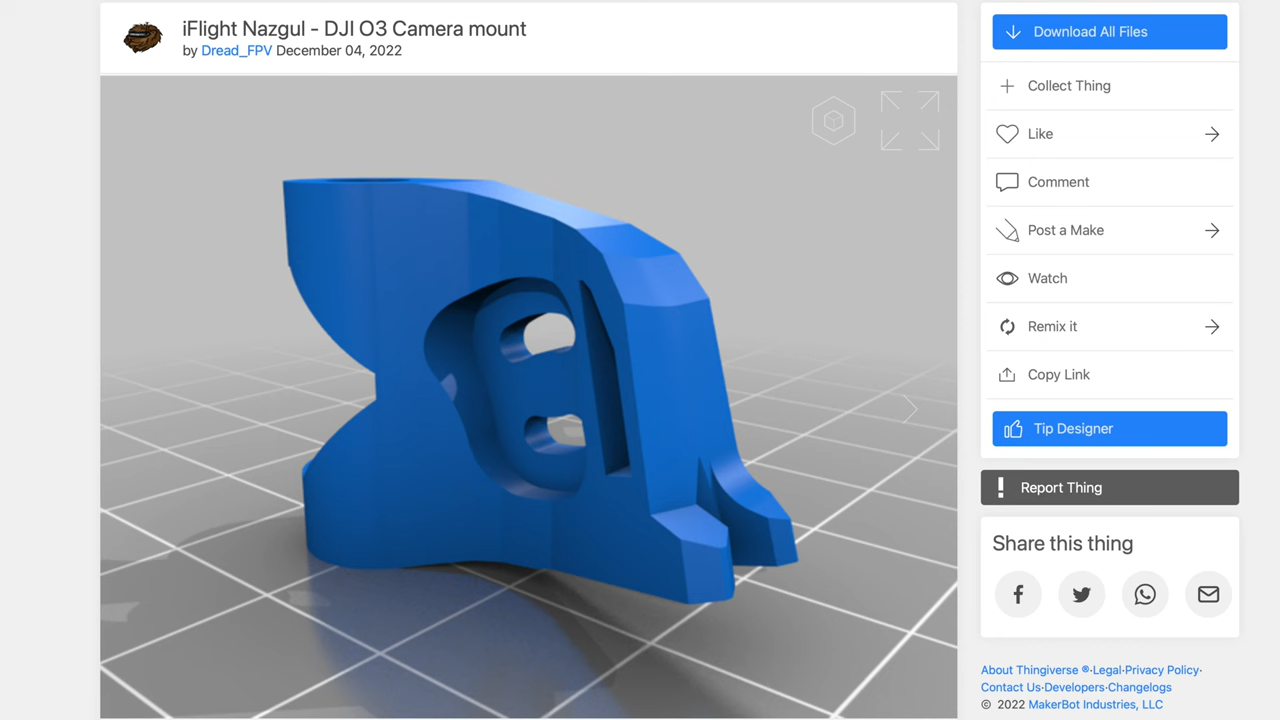 iFlight Nazgul - DJI O3 Camera mount
by Dread_FPV December 04, 2022
Download All Files
Collect Thing
Like
Comment
Post a Make
Watch
Remix it
Copy Link
Tip Designer
Report Thing
Share this thing
About Thingiverse ®·Legal·Privacy Policy·
Contact Us·Developers·Changelogs
© 2022 MakerBot Industries, LLC